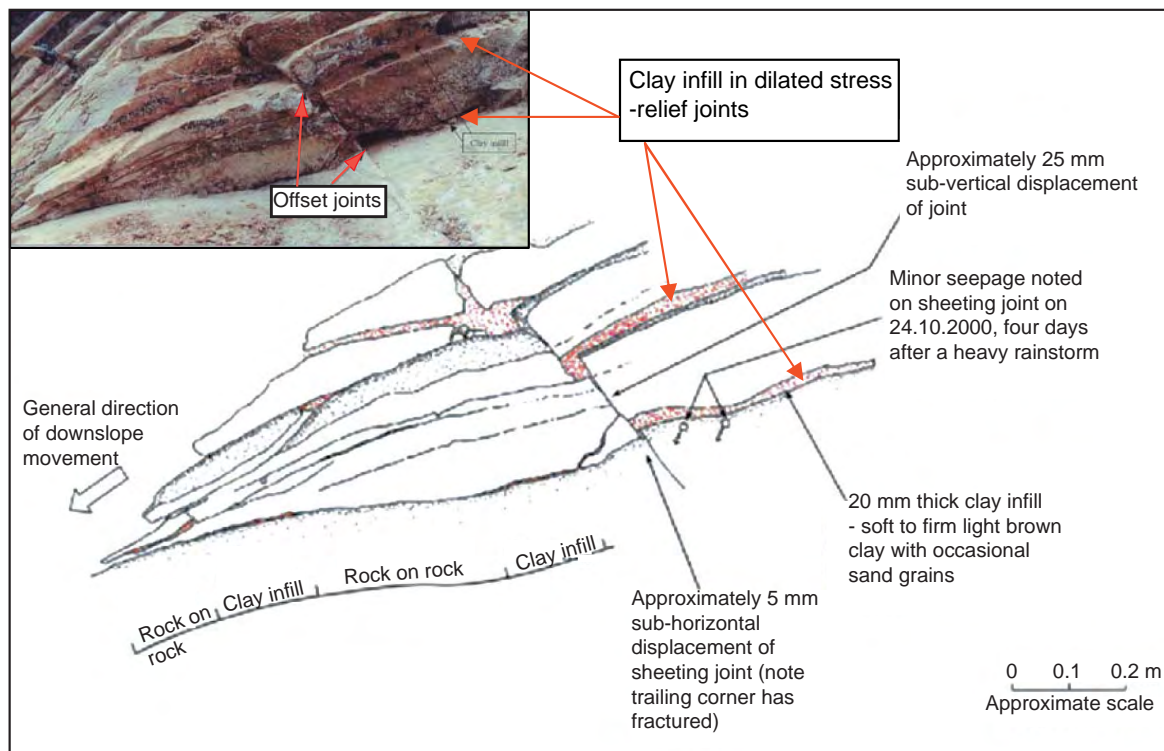 Clay infill in dilated stress
-relief joints
Clay infill
Offset joints
Approximately 25 mm
sub-vertical displacement
of joint
Minor seepage noted
on sheeting joint on
24.10.2000, four days
after a heavy rainstorm
General direction
of downslope
movement
20 mm thick clay infill
- soft to firm light brown
clay with occasional
sand grains
Rock on
rock
Clay infill
Rock on rock
Clay infill
Approximately 5 mm
sub-horizontal
displacement of
sheeting joint (note
trailing corner has
fractured)
0 0.1 0.2 m
Approximate scale